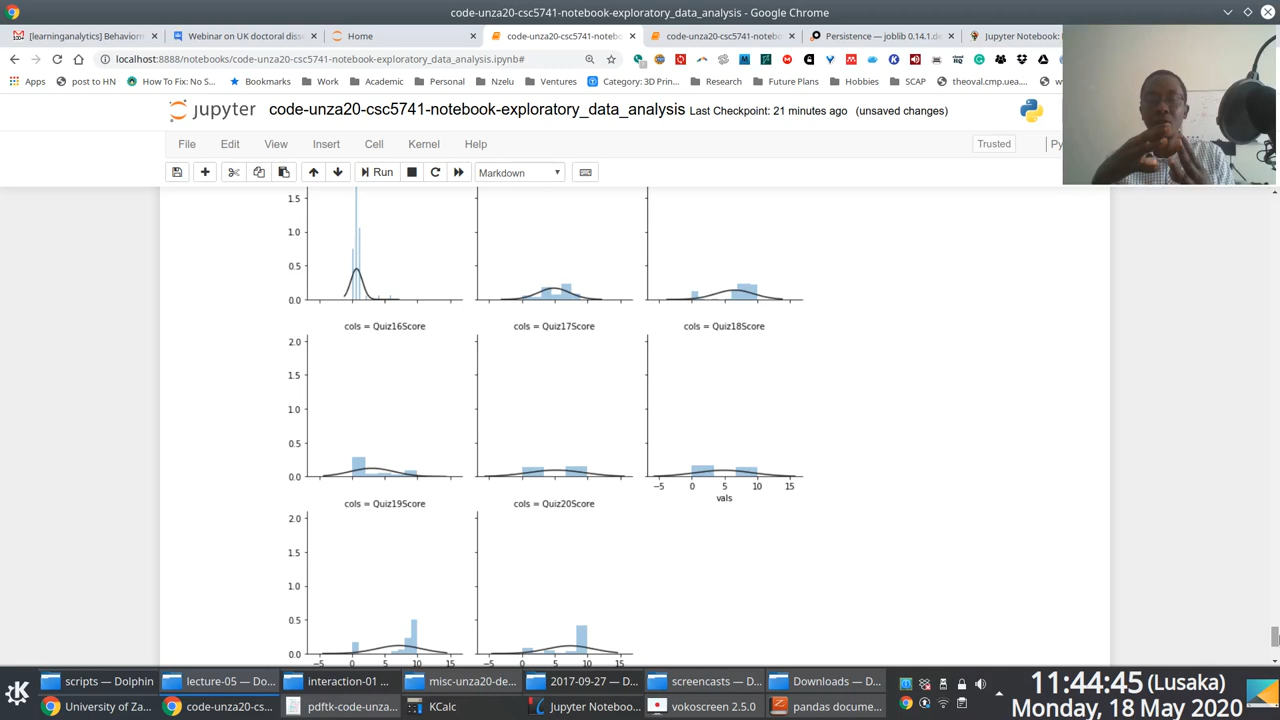 code-unza20-csc5741-notebook-exploratory_data_analysis - Google Chrome
[learninganalytics] Behaviorn
Webinar on UK doctoral disse
Home
code-unza20-csc5741-notebo
code-unza20-csc5741-notebo
Persistence — joblib 0.14.1.de
Jupyter Notebook:
localhost:8888/notebooks/code-unza20-csc5741-notebook-exploratory_data_analysis.ipynb#
Apps
post to HN
How To Fix: No S...
Bookmarks
Work
Academic
Personal
Nzelu
Ventures
Category: 3D Prin...
Research
Future Plans
Hobbies
SCAP
theoval.cmp.uea...
jupyter code-unza20-csc5741-notebook-exploratory_data_analysis Last Checkpoint: 21 minutes ago (unsaved changes)
File Edit View Insert Cell Kernel Help
Trusted
Py
Run
Markdown
1.5
1.0
0.5
0.0
cols = Quiz16Score
cols = Quiz17Score
cols = Quiz18Score
2.0
1.5
1.0
0.5
0.0
−5 0 5 10 15
vals
cols = Quiz19Score
cols = Quiz20Score
2.0
1.5
1.0
0.5
0.0
−5 0 5 10 15
−5 0 5 10 15
scripts — Dolphin
lecture-05 — Do...
interaction-01 ...
misc-unza20-de...
2017-09-27 — D...
screencasts — D...
Downloads — D...
University of Za...
code-unza20-cs...
pdftk-code-unza...
KCalc
Jupyter Noteboo...
vokoscreen 2.5.0
pandas docume...
11:44:45 (Lusaka)
Monday, 18 May 2020